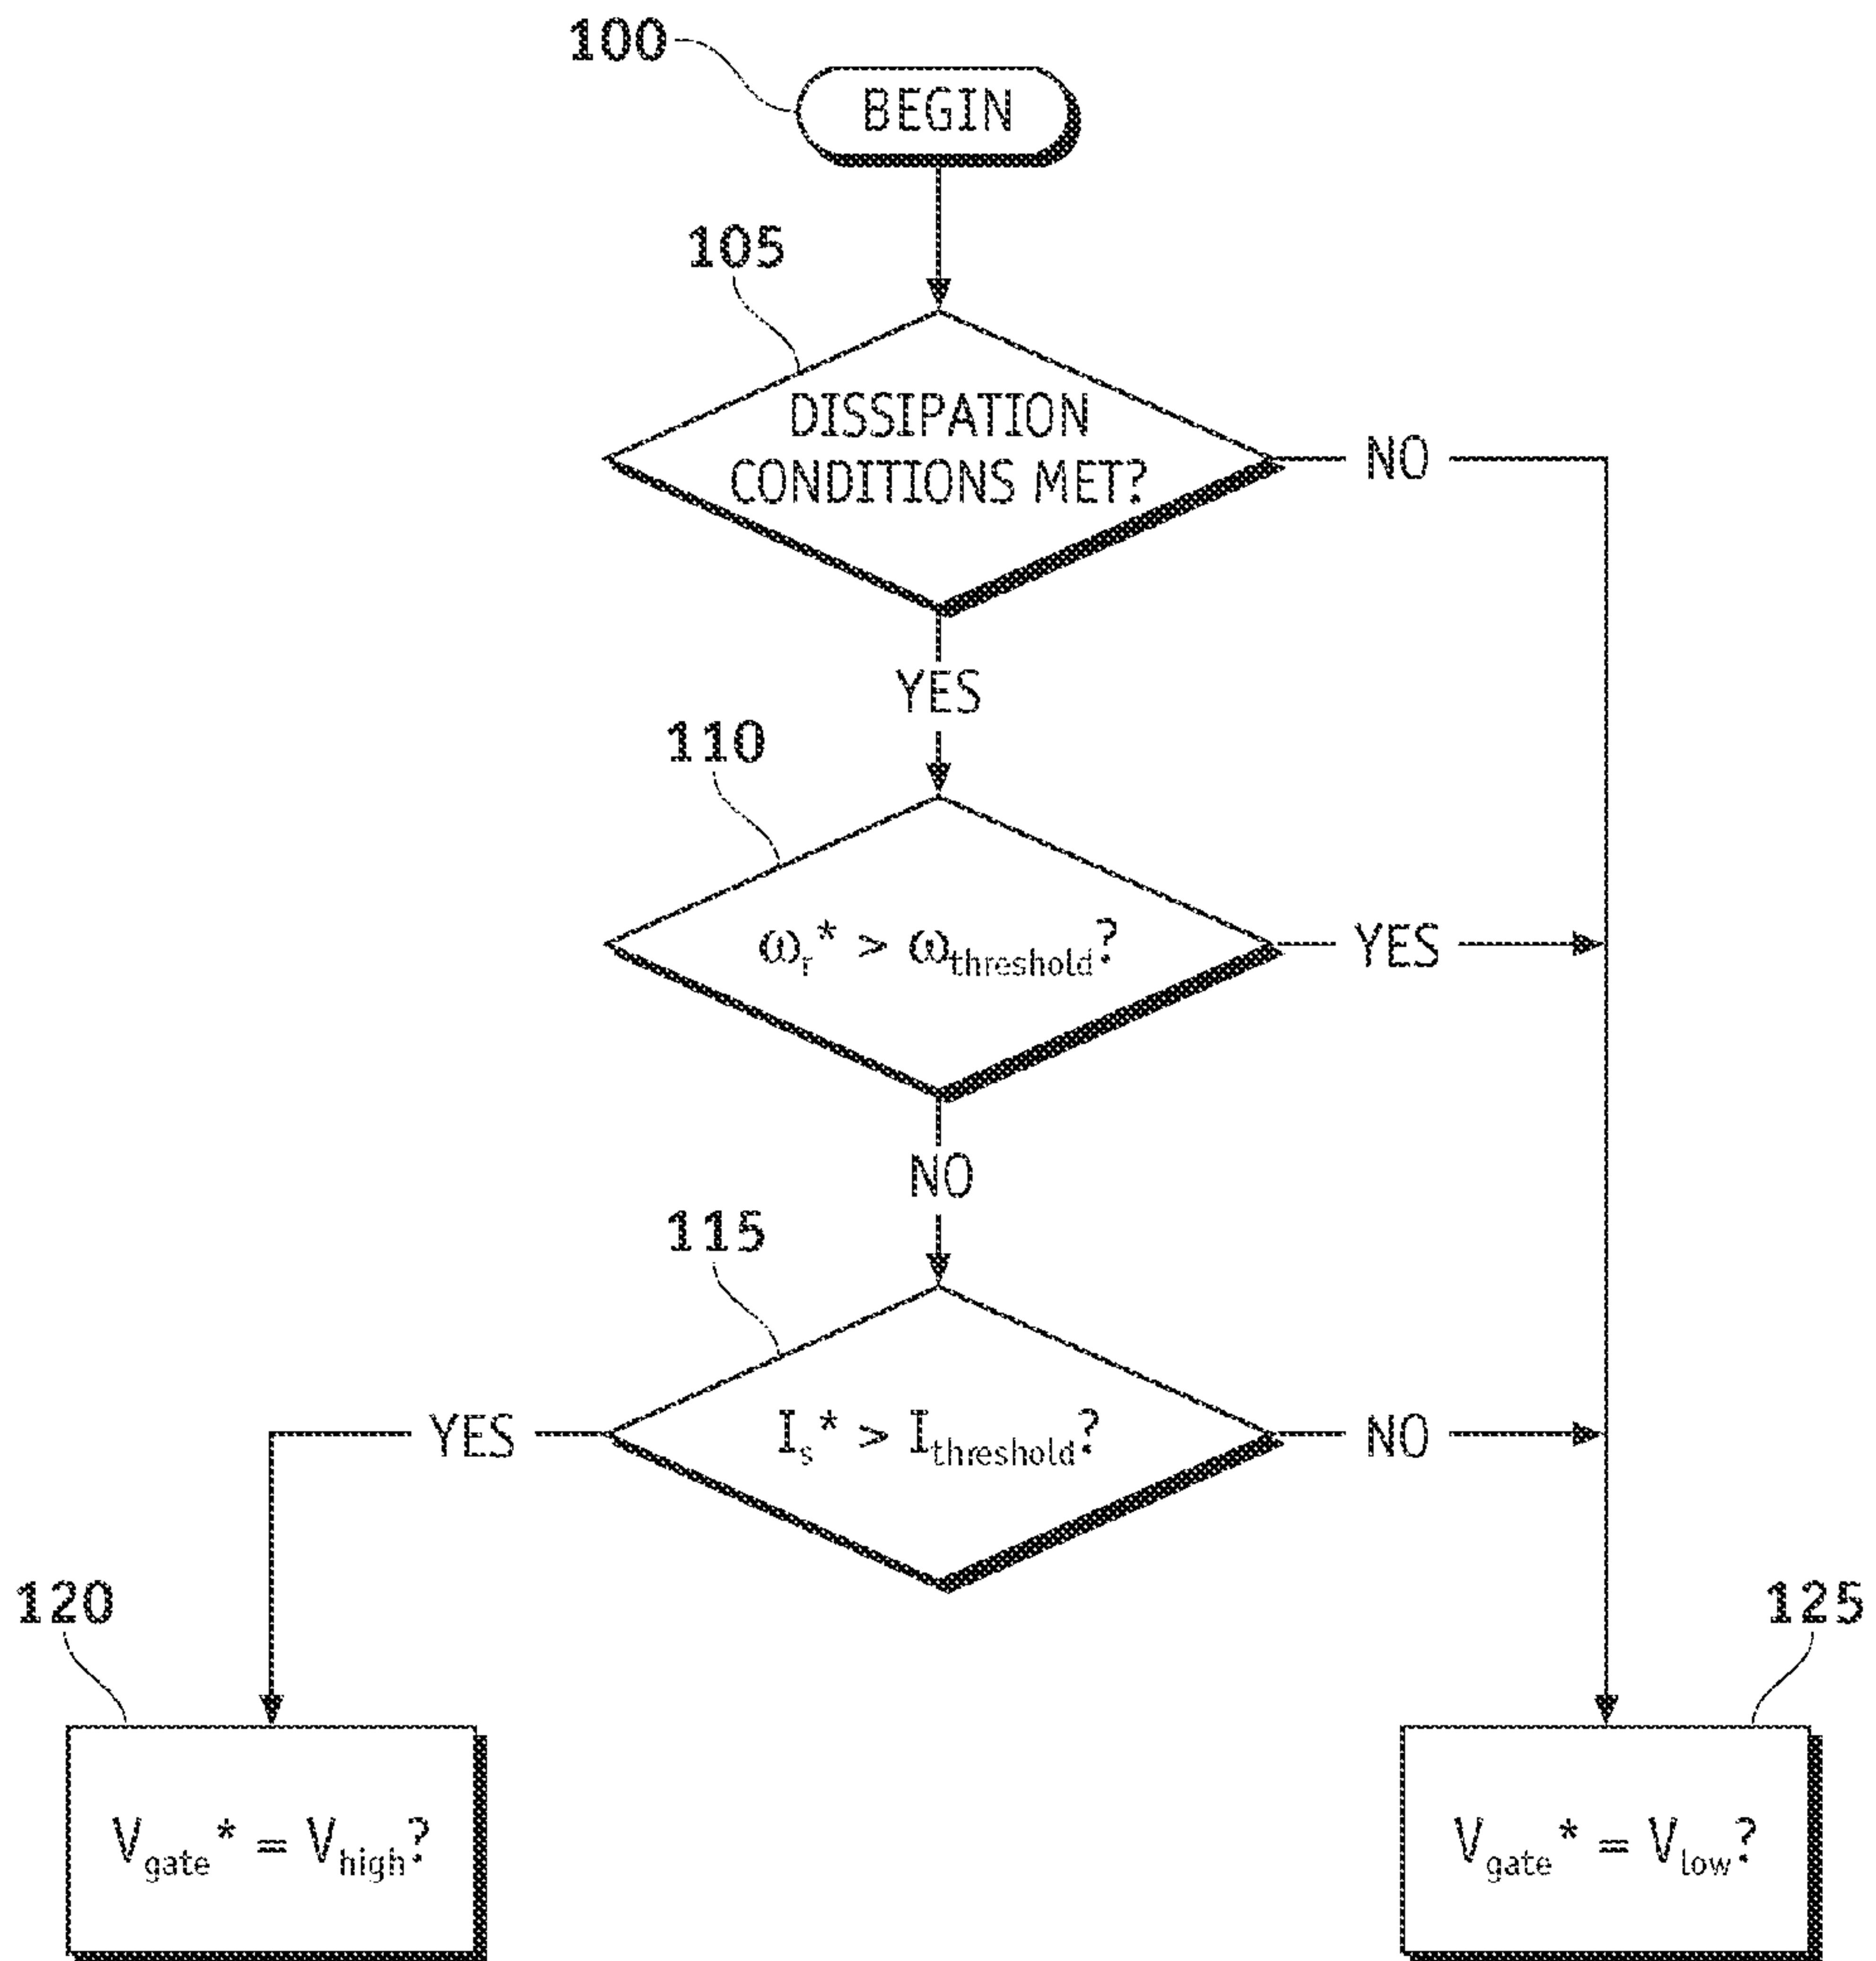 100
BEGIN
105
DISSIPATION
CONDITIONS MET?
NO
YES
110
ωr* > ωthreshold?
YES
NO
115
YES
Is* > Ithreshold?
NO
120
125
Vgate* = Vhigh?
Vgate* = Vlow?